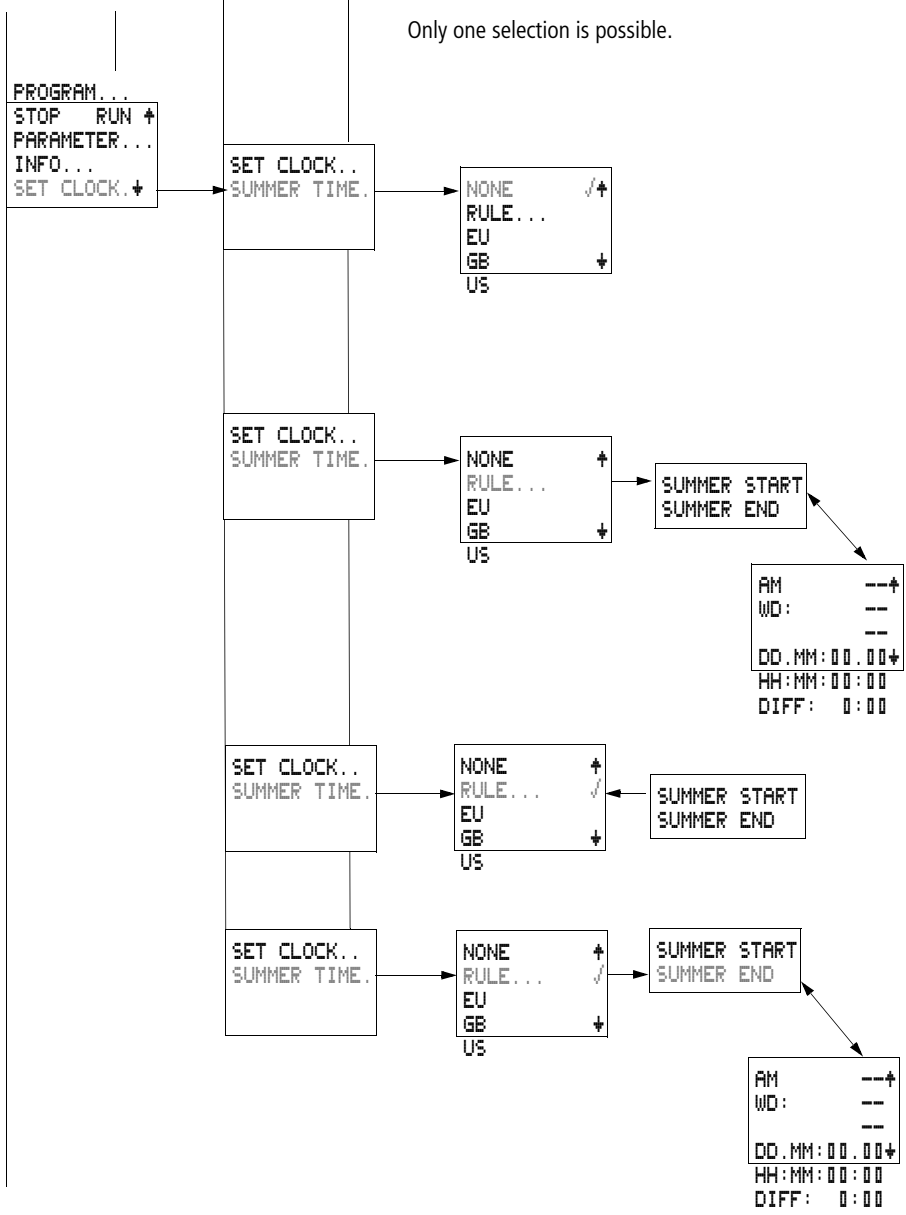 Only one selection is possible.
PROGRAM...
STOP RUN
PARAMETER...
INFO...
SET CLOCK.
SET CLOCK..
SUMMER TIME.
NONE √
RULE...
EU
GB
US
SET CLOCK..
SUMMER TIME.
NONE
RULE...
EU
GB
US
SUMMER START
SUMMER END
AM --
WD: --
--
DD.MM:00.00
HH:MM:00:00
DIFF: 0:00
SET CLOCK..
SUMMER TIME.
NONE
RULE... √
EU
GB
US
SUMMER START
SUMMER END
SET CLOCK..
SUMMER TIME.
NONE
RULE... √
EU
GB
US
SUMMER START
SUMMER END
AM --
WD: --
--
DD.MM:00.00
HH:MM:00:00
DIFF: 0:00